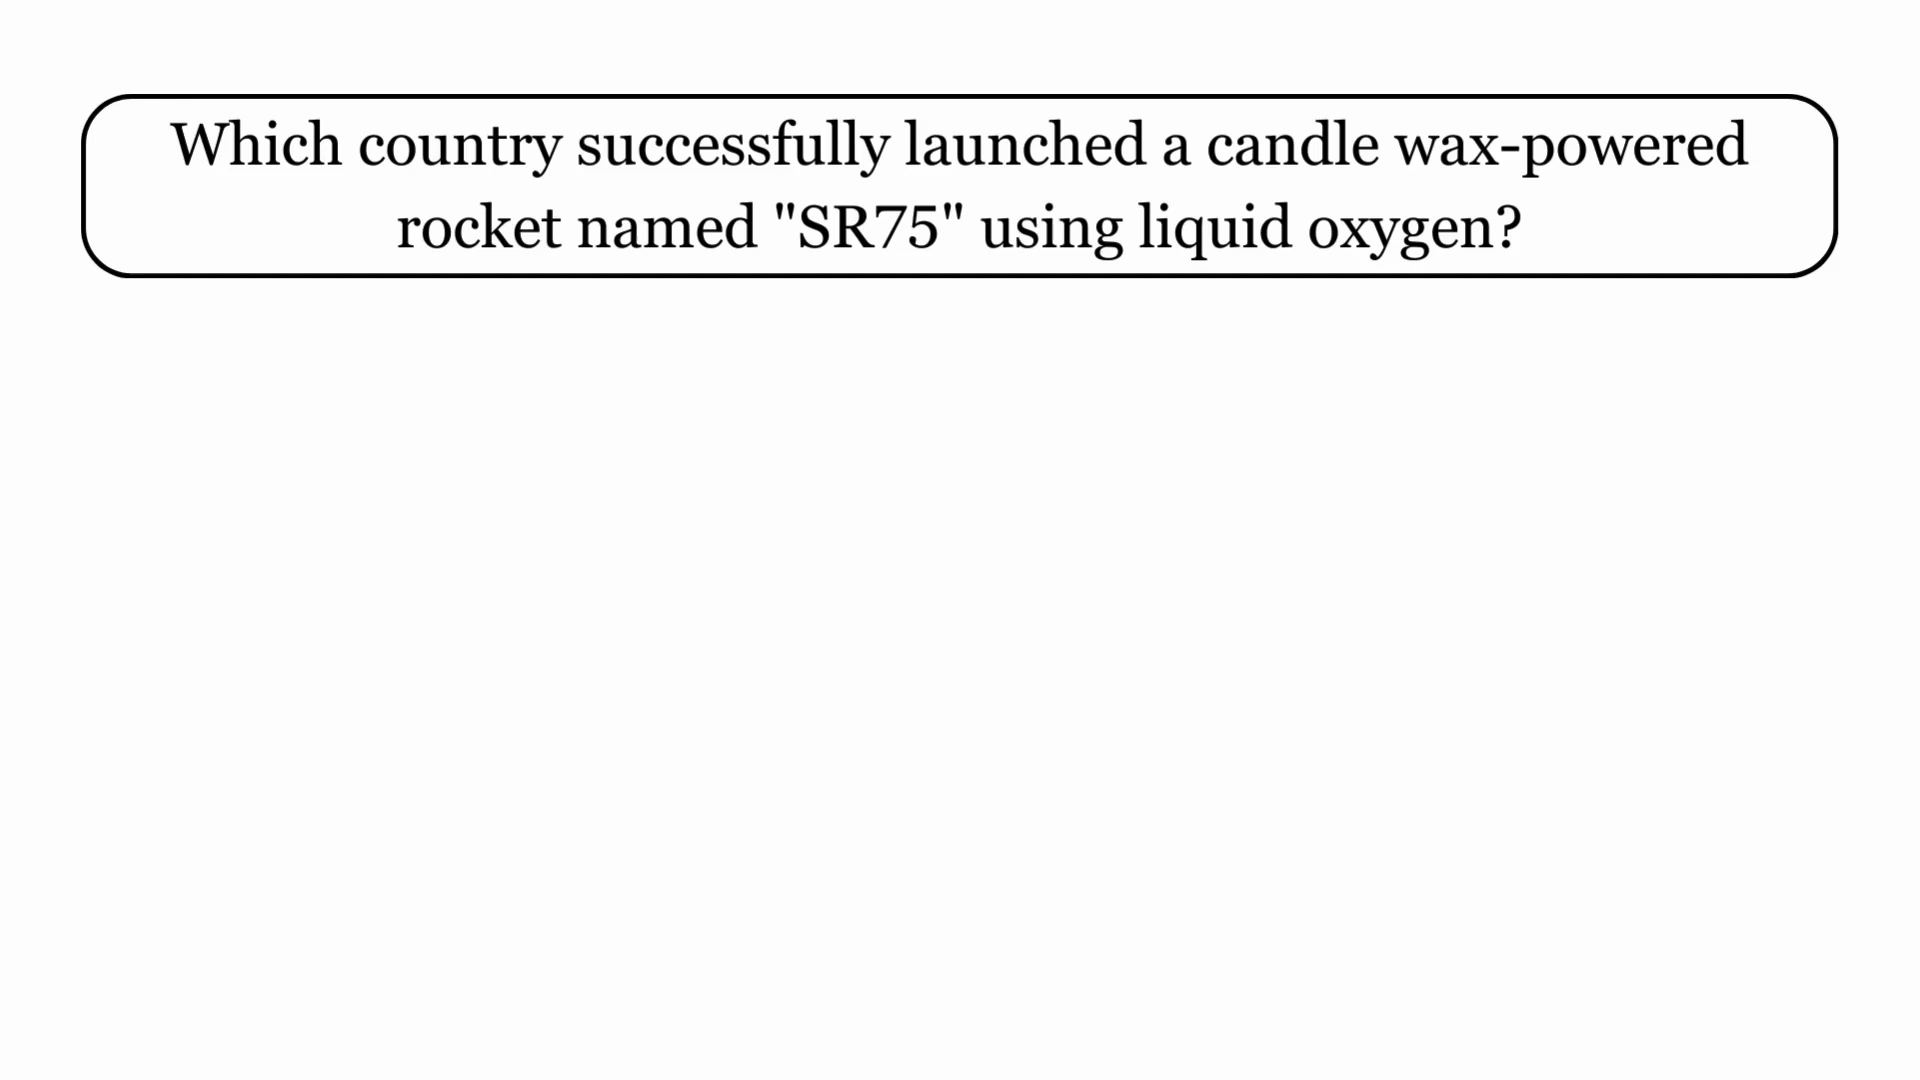 Which country successfully launched a candle wax-powered
rocket named "SR75" using liquid oxygen?